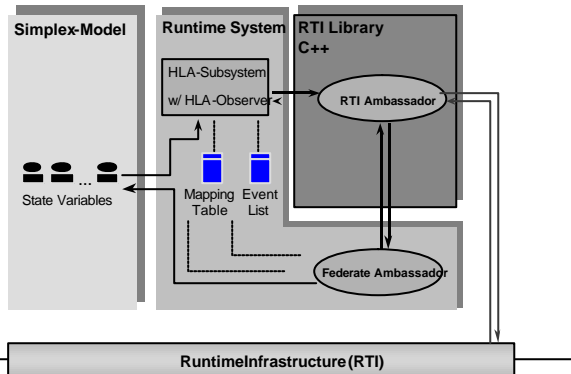 Simplex-Model
Runtime System
RTI Library
C++
HLA-Subsystem
w/ HLA-Observer
RTI Ambassador
...
State Variables
Mapping
Table
Event
List
Federate Ambassador
RuntimeInfrastructure (RTI)